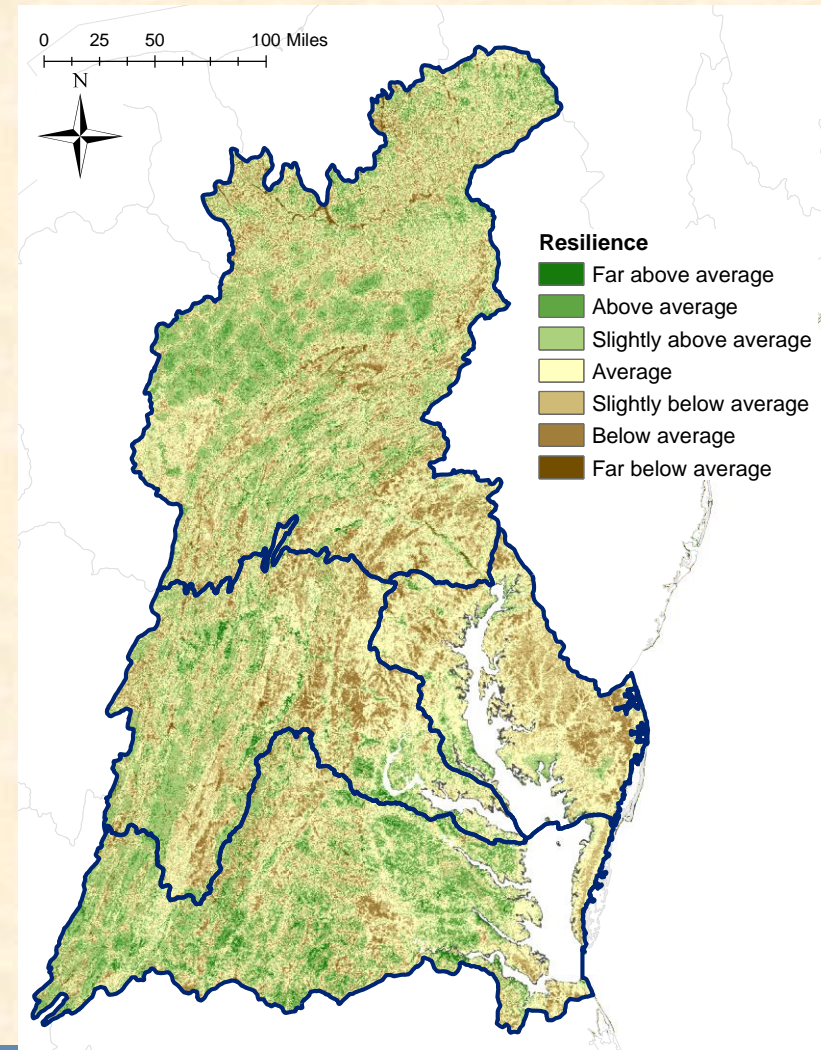 0 25 50 100 Miles
N
Resilience
Far above average
Above average
Slightly above average
Average
Slightly below average
Below average
Far below average